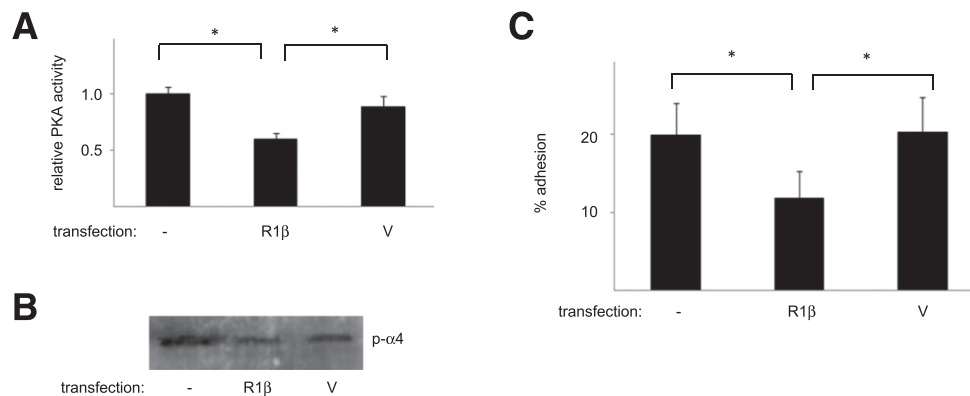 A
* *
relative PKA activity
1.0
0.5
transfection: - R1β V
B
p-α4
transfection: - R1β V
C
* *
% adhesion
20
10
transfection: - R1β V